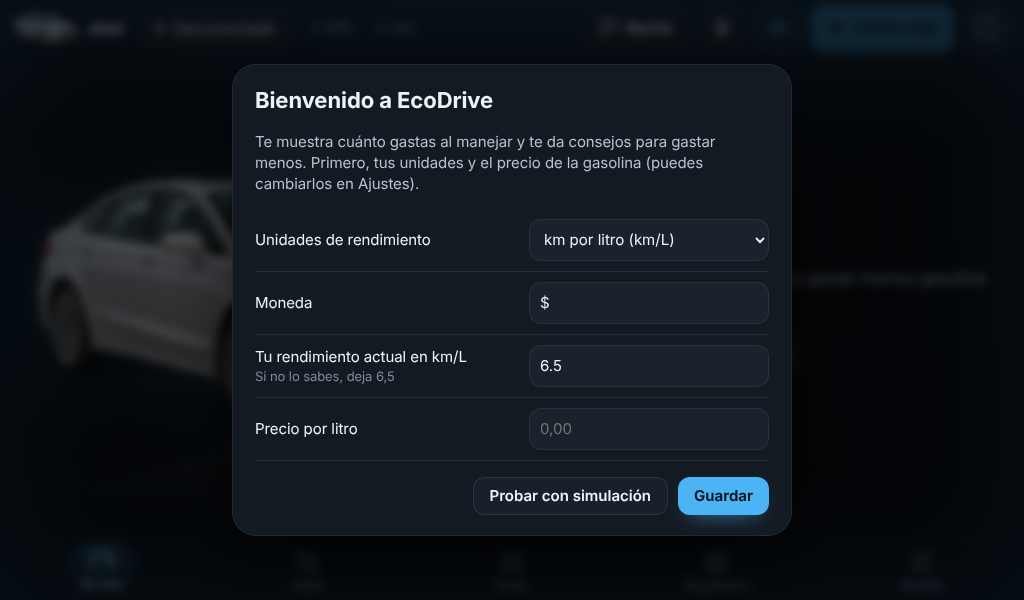 Bienvenido a EcoDrive
Te muestra cuánto gastas al manejar y te da consejos para gastar
menos. Primero, tus unidades y el precio de la gasolina (puedes
cambiarlos en Ajustes).
Unidades de rendimiento
km por litro (km/L)
Moneda
$
Tu rendimiento actual en km/L
Si no lo sabes, deja 6,5
6.5
Precio por litro
0,00
Probar con simulación
Guardar